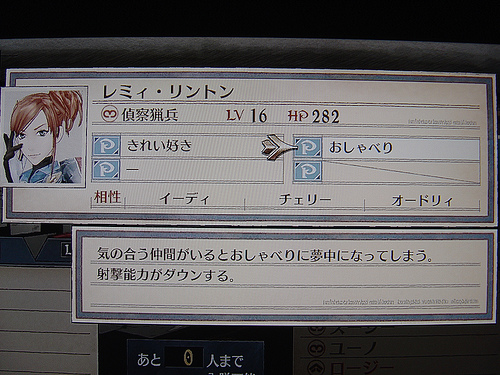 レミィ・リントン
偵察猟兵 LV 16 HP 282
P きれい好き P おしゃべり
P — P
相性 イーディ チェリー オードリィ
気の合う仲間がいるとおしゃべりに夢中になってしまう。
射撃能力がダウンする。
あと 0 人まで
ユーノ
ロージー